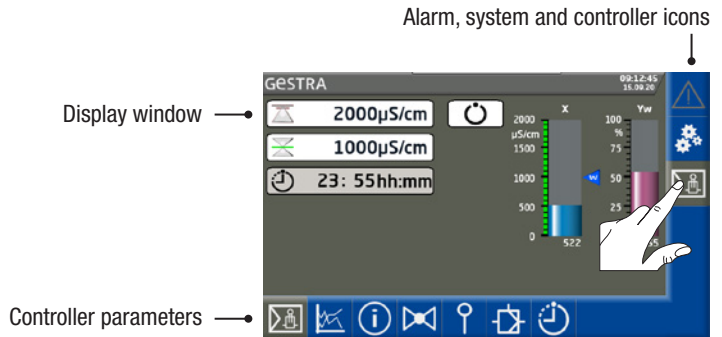 Alarm, system and controller icons
GESTRA
09:12:45
15.09.20
Display window
2000µS/cm
1000µS/cm
23: 55hh:mm
X
2000
µS/cm
1500
1000
500
0
522
Yw
100
%
75
50
25
W
Controller parameters